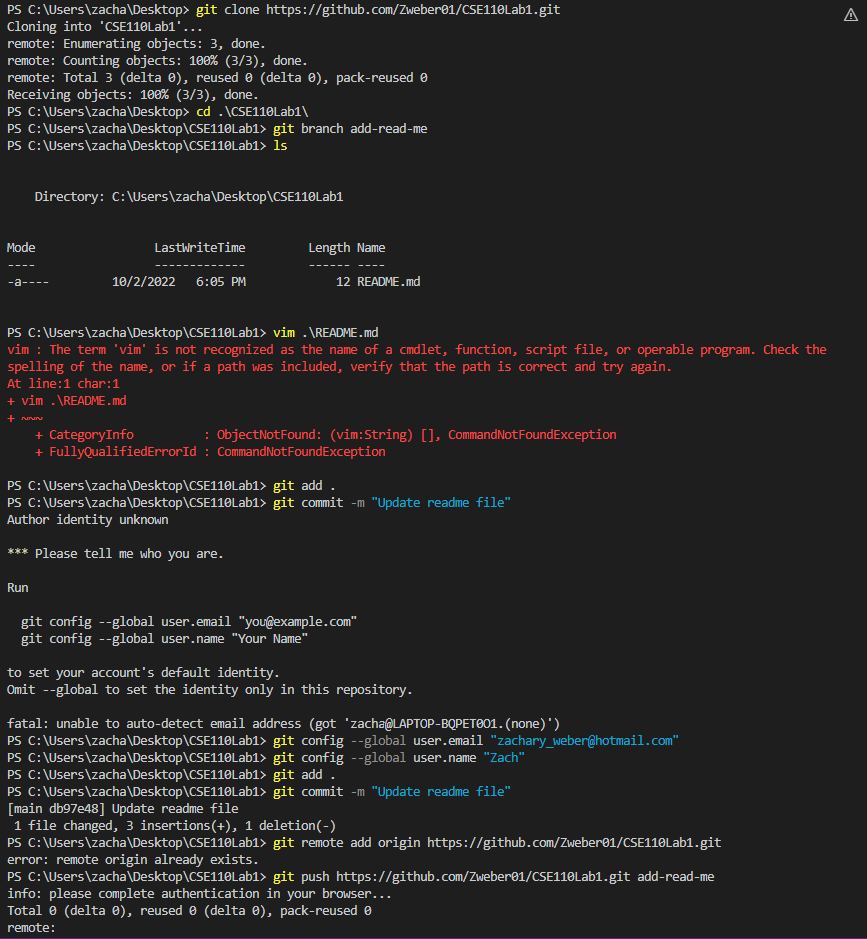 PS C:\Users\zacha\Desktop> git clone https://github.com/Zweber01/CSE110Lab1.git
Cloning into 'CSE110Lab1'...
remote: Enumerating objects: 3, done.
remote: Counting objects: 100% (3/3), done.
remote: Total 3 (delta 0), reused 0 (delta 0), pack-reused 0
Receiving objects: 100% (3/3), done.
PS C:\Users\zacha\Desktop> cd .\CSE110Lab1\
PS C:\Users\zacha\Desktop\CSE110Lab1> git branch add-read-me
PS C:\Users\zacha\Desktop\CSE110Lab1> ls
Directory: C:\Users\zacha\Desktop\CSE110Lab1
Mode LastWriteTime Length Name
---- ------------- ------ ----
-a---- 10/2/2022 6:05 PM 12 README.md
PS C:\Users\zacha\Desktop\CSE110Lab1> vim .\README.md
vim : The term 'vim' is not recognized as the name of a cmdlet, function, script file, or operable program. Check the
spelling of the name, or if a path was included, verify that the path is correct and try again.
At line:1 char:1
+ vim .\README.md
+ ~~~
+ CategoryInfo : ObjectNotFound: (vim:String) [], CommandNotFoundException
+ FullyQualifiedErrorId : CommandNotFoundException
PS C:\Users\zacha\Desktop\CSE110Lab1> git add .
PS C:\Users\zacha\Desktop\CSE110Lab1> git commit -m "Update readme file"
Author identity unknown
*** Please tell me who you are.
Run
git config --global user.email "you@example.com"
git config --global user.name "Your Name"
to set your account's default identity.
Omit --global to set the identity only in this repository.
fatal: unable to auto-detect email address (got 'zacha@LAPTOP-BQPET0O1.(none)')
PS C:\Users\zacha\Desktop\CSE110Lab1> git config --global user.email "zachary_weber@hotmail.com"
PS C:\Users\zacha\Desktop\CSE110Lab1> git config --global user.name "Zach"
PS C:\Users\zacha\Desktop\CSE110Lab1> git add .
PS C:\Users\zacha\Desktop\CSE110Lab1> git commit -m "Update readme file"
[main db97e48] Update readme file
1 file changed, 3 insertions(+), 1 deletion(-)
PS C:\Users\zacha\Desktop\CSE110Lab1> git remote add origin https://github.com/Zweber01/CSE110Lab1.git
error: remote origin already exists.
PS C:\Users\zacha\Desktop\CSE110Lab1> git push https://github.com/Zweber01/CSE110Lab1.git add-read-me
info: please complete authentication in your browser...
Total 0 (delta 0), reused 0 (delta 0), pack-reused 0
remote: